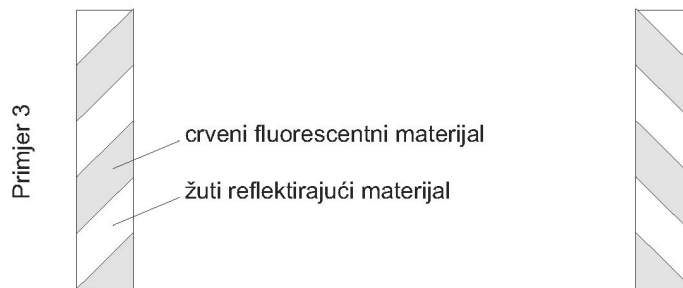 Primjer 3
crveni fluorescentni materijal
žuti reflektirajući materijal